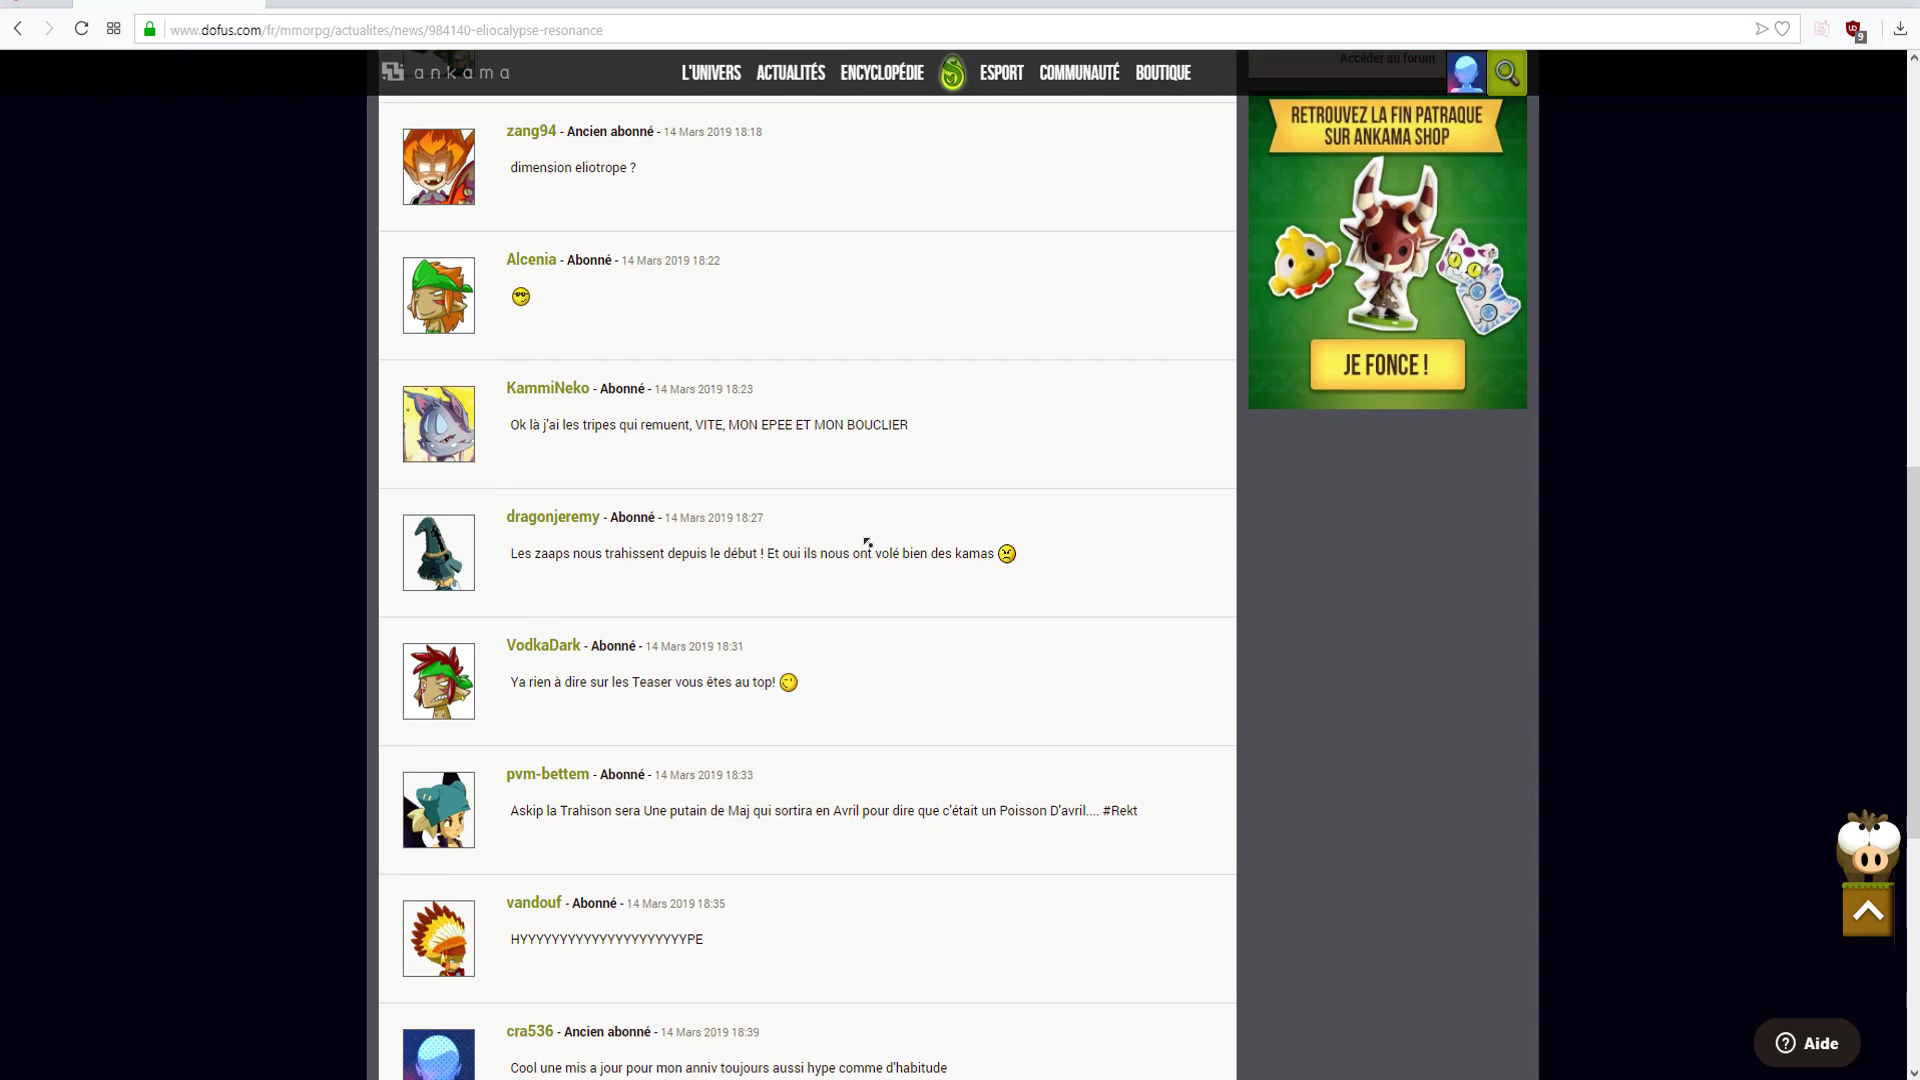 www.dofus.com/fr/mmorpg/actualites/news/984140-eliocalypse-resonance
9
ankama
L'UNIVERS ACTUALITÉS ENCYCLOPÉDIE ESPORT COMMUNAUTÉ BOUTIQUE
Accéder au forum
zang94 - Ancien abonné - 14 Mars 2019 18:18
dimension eliotrope ?
Alcenia - Abonné - 14 Mars 2019 18:22
KammiNeko - Abonné - 14 Mars 2019 18:23
Ok là j'ai les tripes qui remuent, VITE, MON EPEE ET MON BOUCLIER
dragonjeremy - Abonné - 14 Mars 2019 18:27
Les zaaps nous trahissent depuis le début ! Et oui ils nous ont volé bien des kamas
VodkaDark - Abonné - 14 Mars 2019 18:31
Ya rien à dire sur les Teaser vous êtes au top!
pvm-bettem - Abonné - 14 Mars 2019 18:33
Askip la Trahison sera Une putain de Maj qui sortira en Avril pour dire que c'était un Poisson D'avril.... #Rekt
vandouf - Abonné - 14 Mars 2019 18:35
HYYYYYYYYYYYYYYYYYYYYYPE
cra536 - Ancien abonné - 14 Mars 2019 18:39
Cool une mis a jour pour mon anniv toujours aussi hype comme d'habitude
RETROUVEZ LA FIN PATRAQUE
SUR ANKAMA SHOP
JE FONCE !
Aide